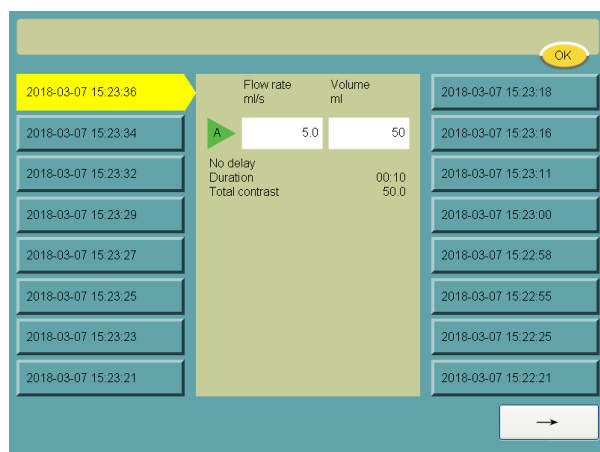 OK
2018-03-07 15:23:36
2018-03-07 15:23:34
2018-03-07 15:23:32
2018-03-07 15:23:29
2018-03-07 15:23:27
2018-03-07 15:23:25
2018-03-07 15:23:23
2018-03-07 15:23:21
Flow rate Volume
ml/s ml
A 5.0 50
No delay
Duration 00:10
Total contrast 50.0
2018-03-07 15:23:18
2018-03-07 15:23:16
2018-03-07 15:23:11
2018-03-07 15:23:00
2018-03-07 15:22:58
2018-03-07 15:22:55
2018-03-07 15:22:25
2018-03-07 15:22:21
→